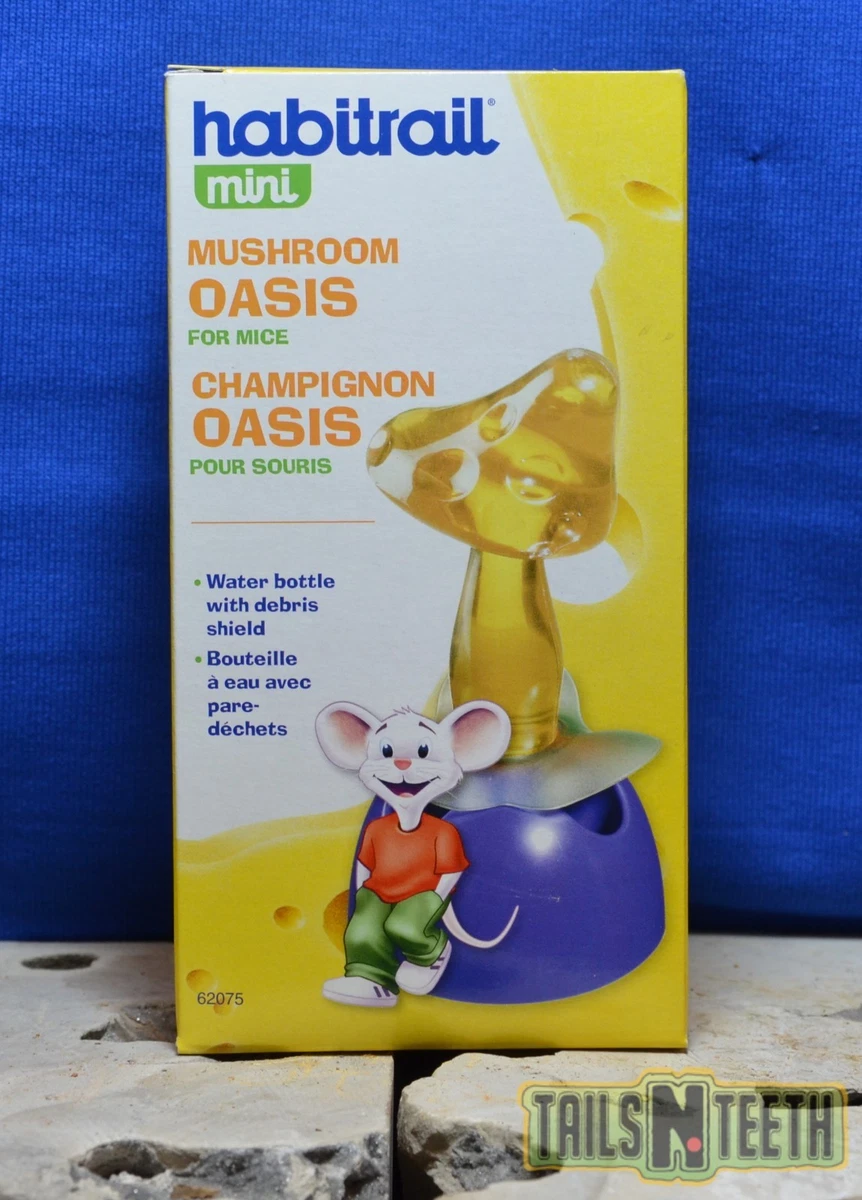 habitrail®
mini
MUSHROOM
OASIS
FOR MICE
CHAMPIGNON
OASIS
POUR SOURIS
• Water bottle
with debris
shield
• Bouteille
à eau avec
pare-
déchets
62075
TAILS N TEETH